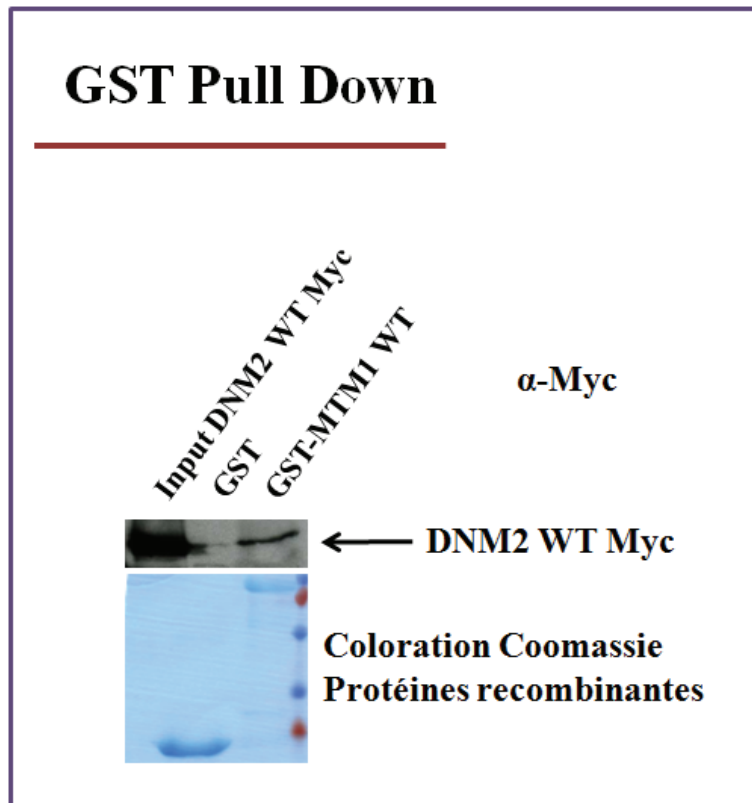 GST Pull Down
Input DNM2 WT Myc
GST
GST-MTM1 WT
α-Myc
DNM2 WT Myc
Coloration Coomassie
Protéines recombinantes